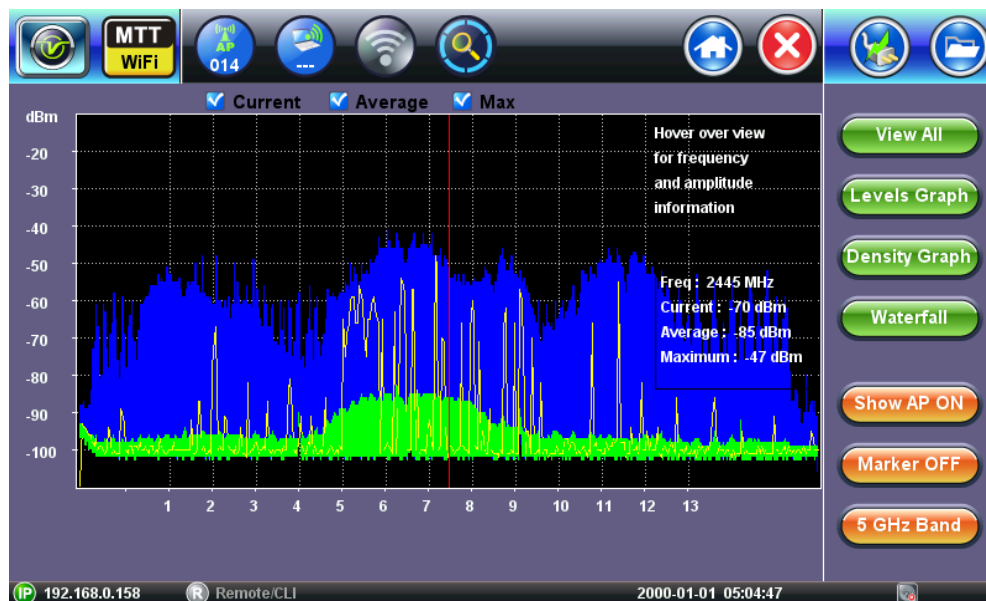 MTT
WiFi
AP
014
---
Current Average Max
dBm
-20
-30
-40
-50
-60
-70
-80
-90
-100
Hover over view
for frequency
and amplitude
information
Freq : 2445 MHz
Current : -70 dBm
Average : -85 dBm
Maximum : -47 dBm
1 2 3 4 5 6 7 8 9 10 11 12 13
View All
Levels Graph
Density Graph
Waterfall
Show AP ON
Marker OFF
5 GHz Band
IP 192.168.0.158 R Remote/CLI 2000-01-01 05:04:47